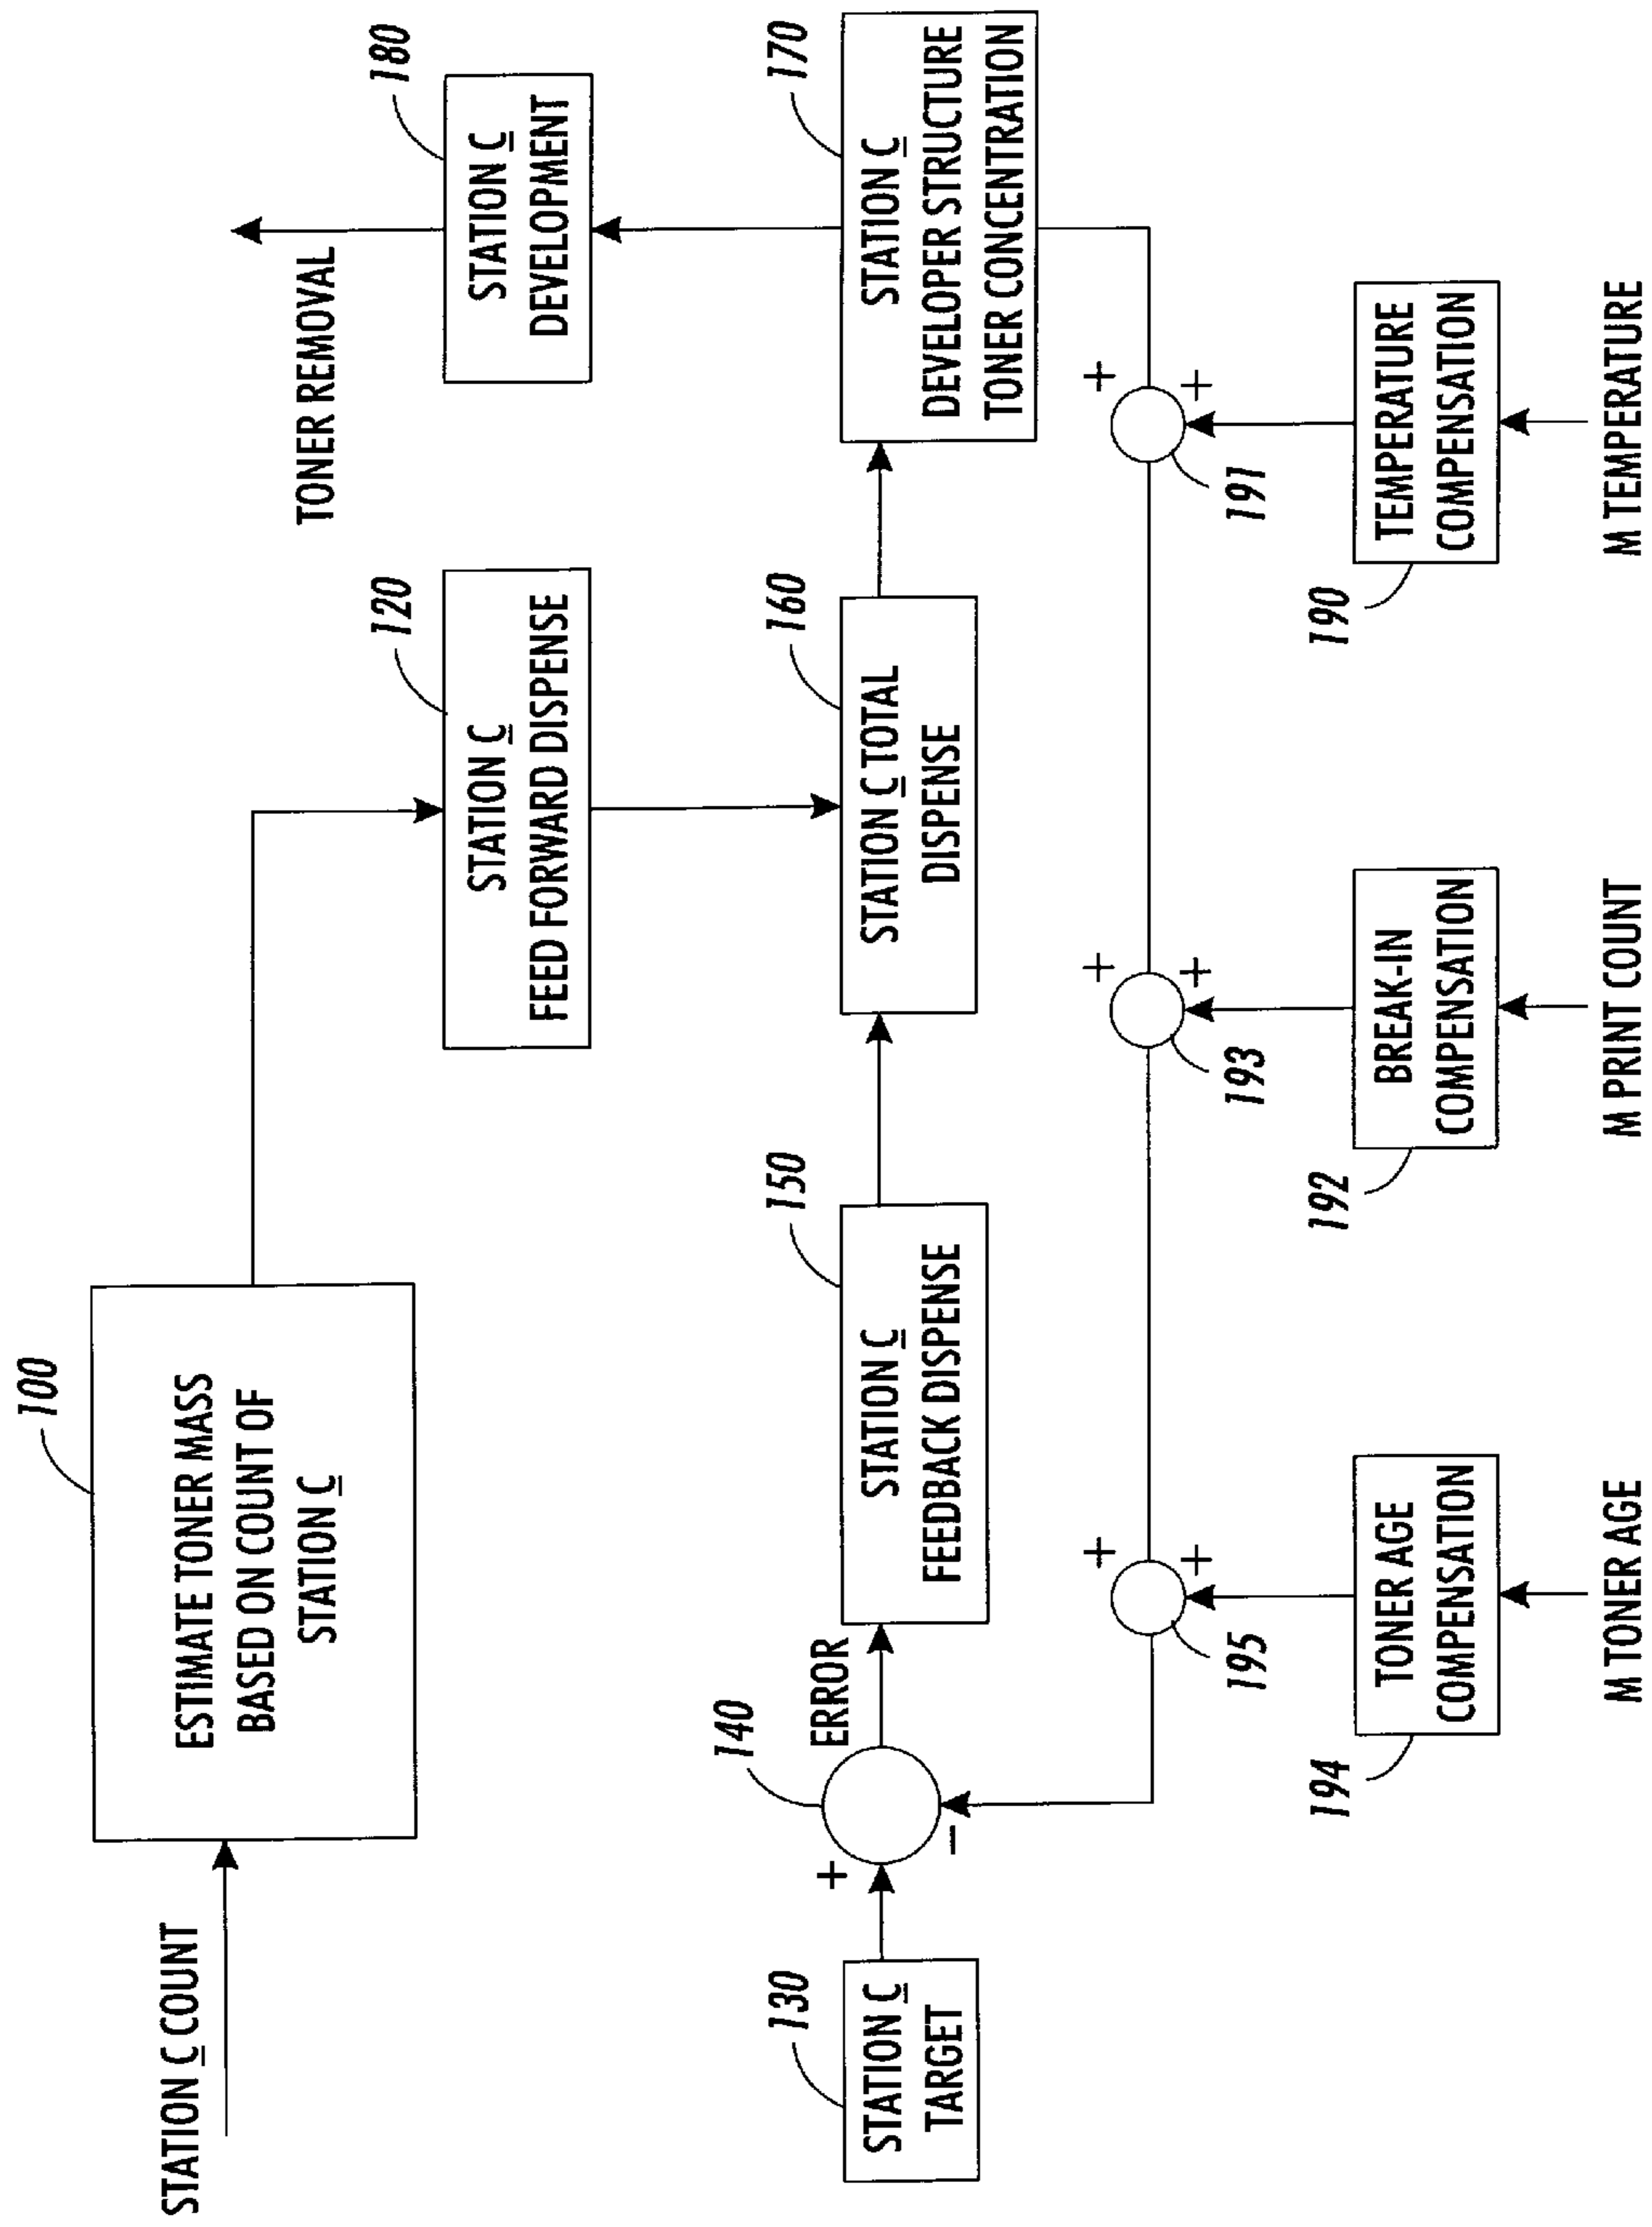 STATION C COUNT
100
ESTIMATE TONER MASS
BASED ON COUNT OF
STATION C
TONER REMOVAL
120
STATION C
FEED FORWARD DISPENSE
180
STATION C
DEVELOPMENT
130
STATION C
TARGET
140
+
−
ERROR
150
STATION C
FEEDBACK DISPENSE
160
STATION C TOTAL
DISPENSE
170
STATION C
DEVELOPER STRUCTURE
TONER CONCENTRATION
+
+
195
+
+
193
+
+
191
194
TONER AGE
COMPENSATION
192
BREAK-IN
COMPENSATION
190
TEMPERATURE
COMPENSATION
M TONER AGE
M PRINT COUNT
M TEMPERATURE